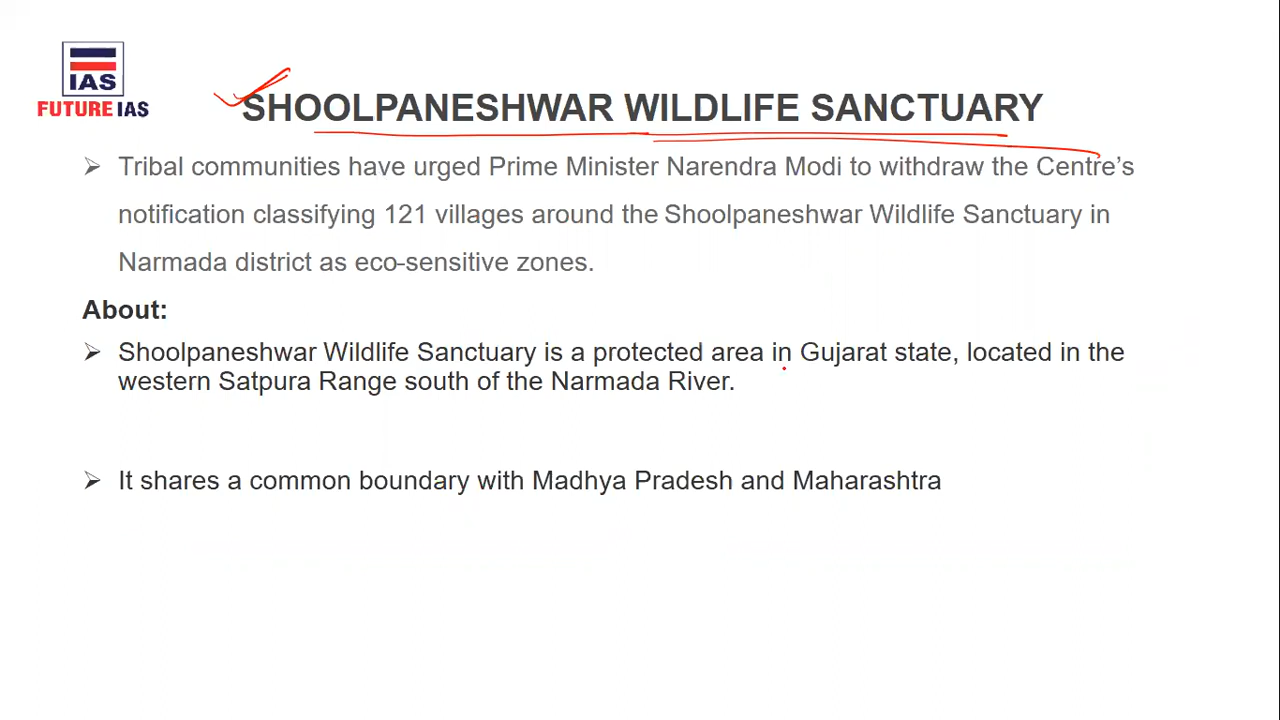 IAS
FUTURE IAS
SHOOLPANESHWAR WILDLIFE SANCTUARY
➢ Tribal communities have urged Prime Minister Narendra Modi to withdraw the Centre’s
notification classifying 121 villages around the Shoolpaneshwar Wildlife Sanctuary in
Narmada district as eco-sensitive zones.
About:
➢ Shoolpaneshwar Wildlife Sanctuary is a protected area in Gujarat state, located in the
western Satpura Range south of the Narmada River.
➢ It shares a common boundary with Madhya Pradesh and Maharashtra